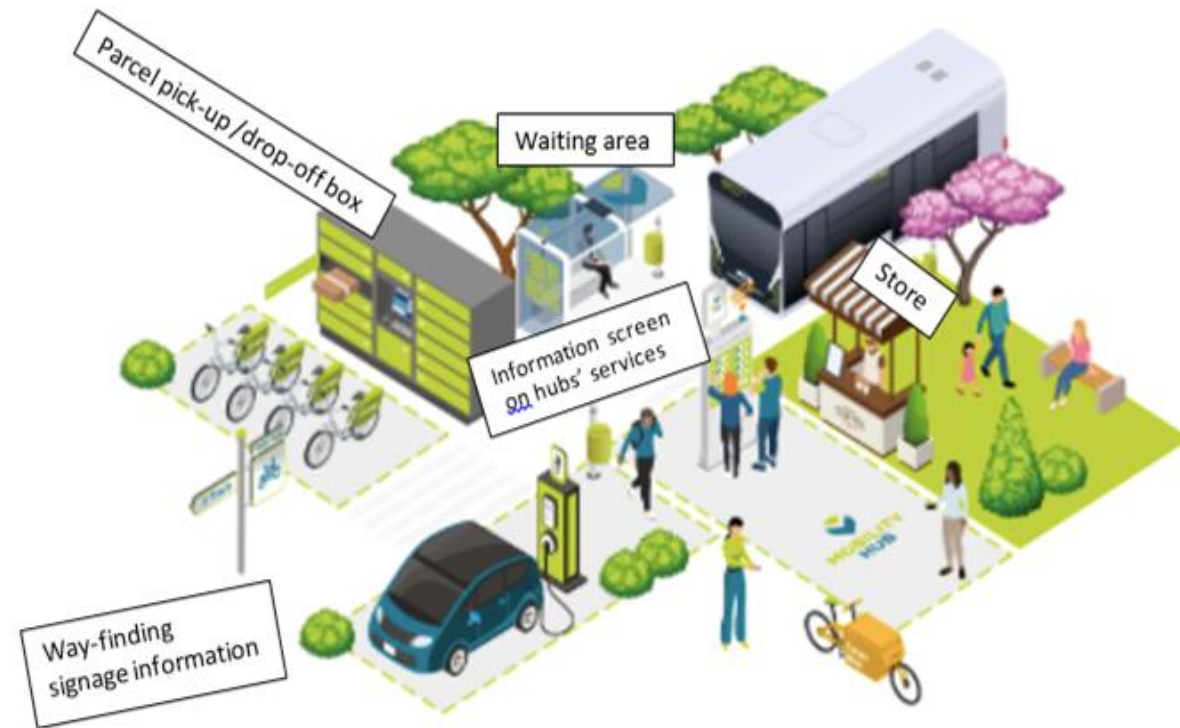 Parcel pick-up /drop-off box
Waiting area
Store
Information screen
on hubs' services
MOBILITY
HUB
Way-finding
signage information